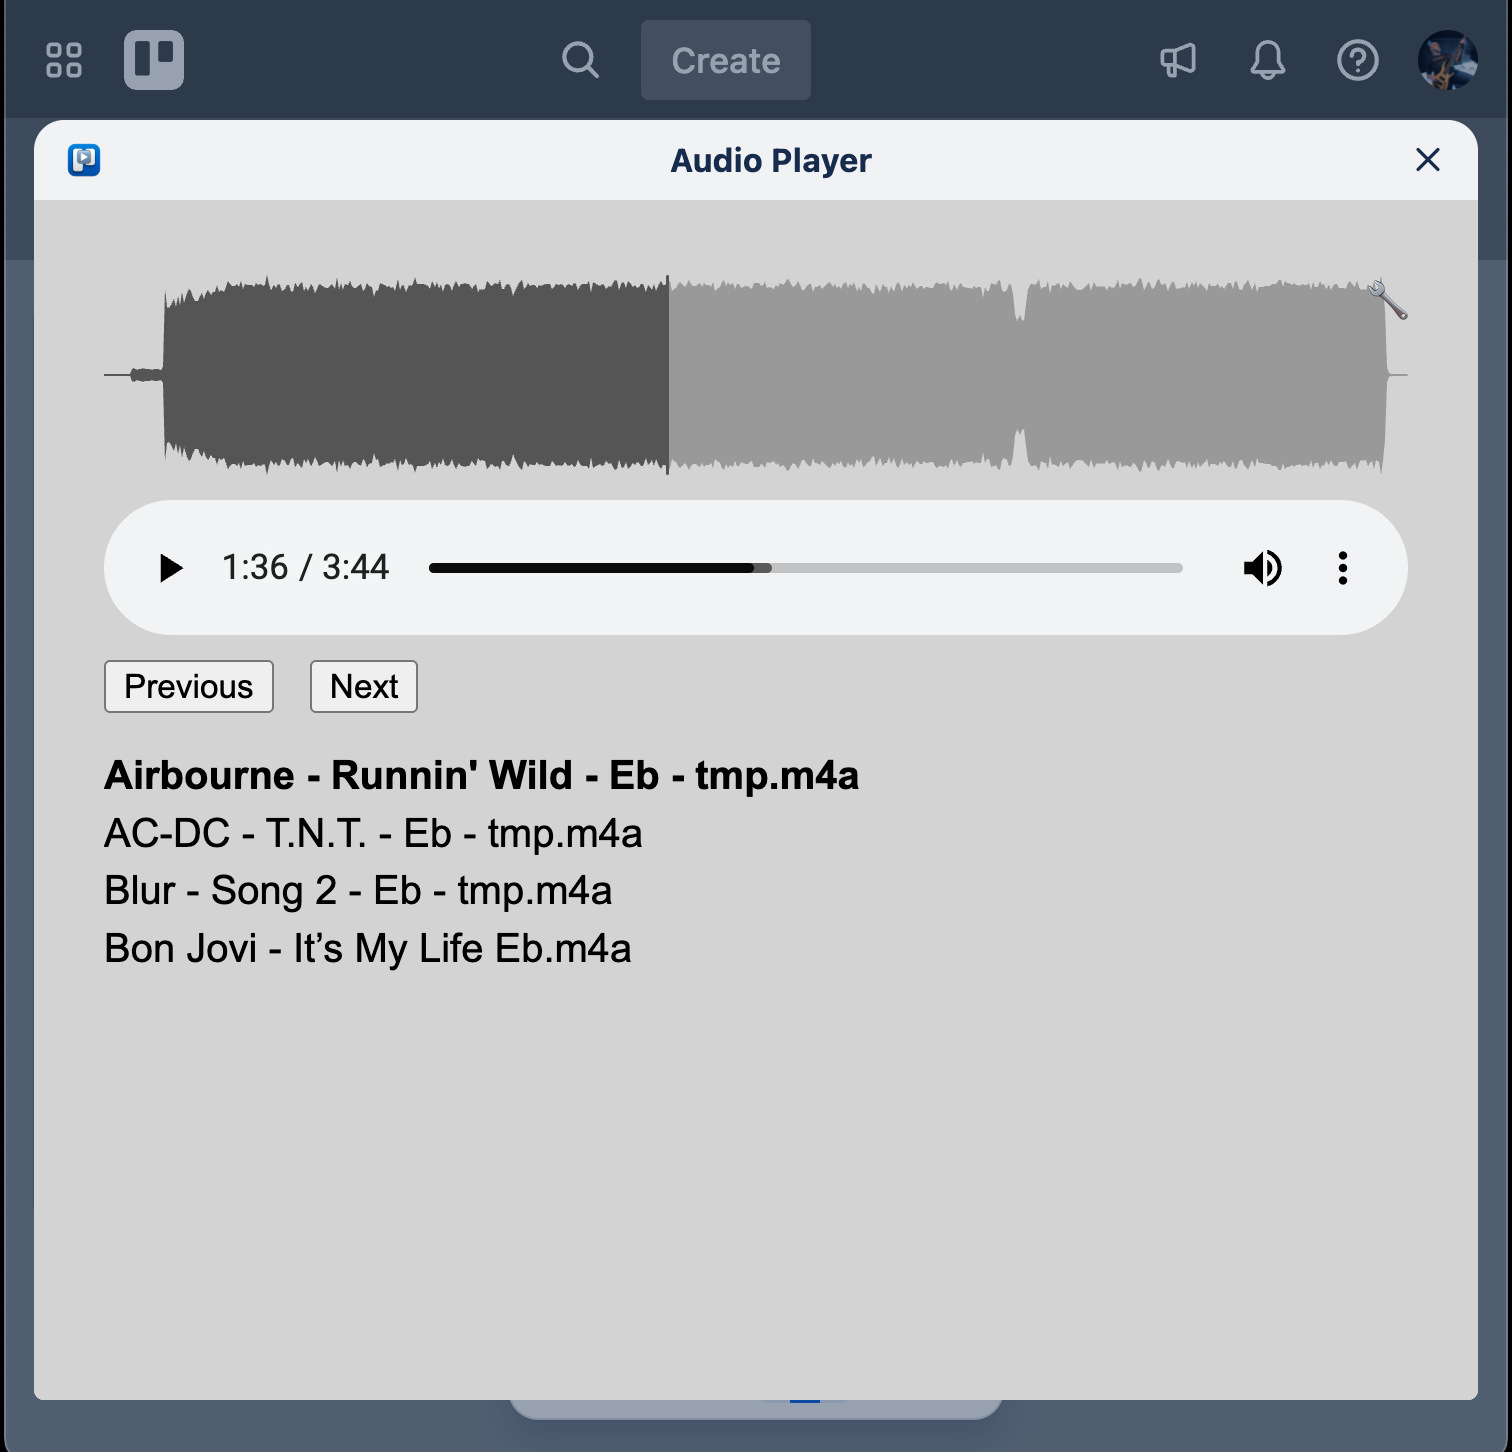 Create
Audio Player
1:36 / 3:44
Previous Next
Airbourne - Runnin' Wild - Eb - tmp.m4a
AC-DC - T.N.T. - Eb - tmp.m4a
Blur - Song 2 - Eb - tmp.m4a
Bon Jovi - It’s My Life Eb.m4a